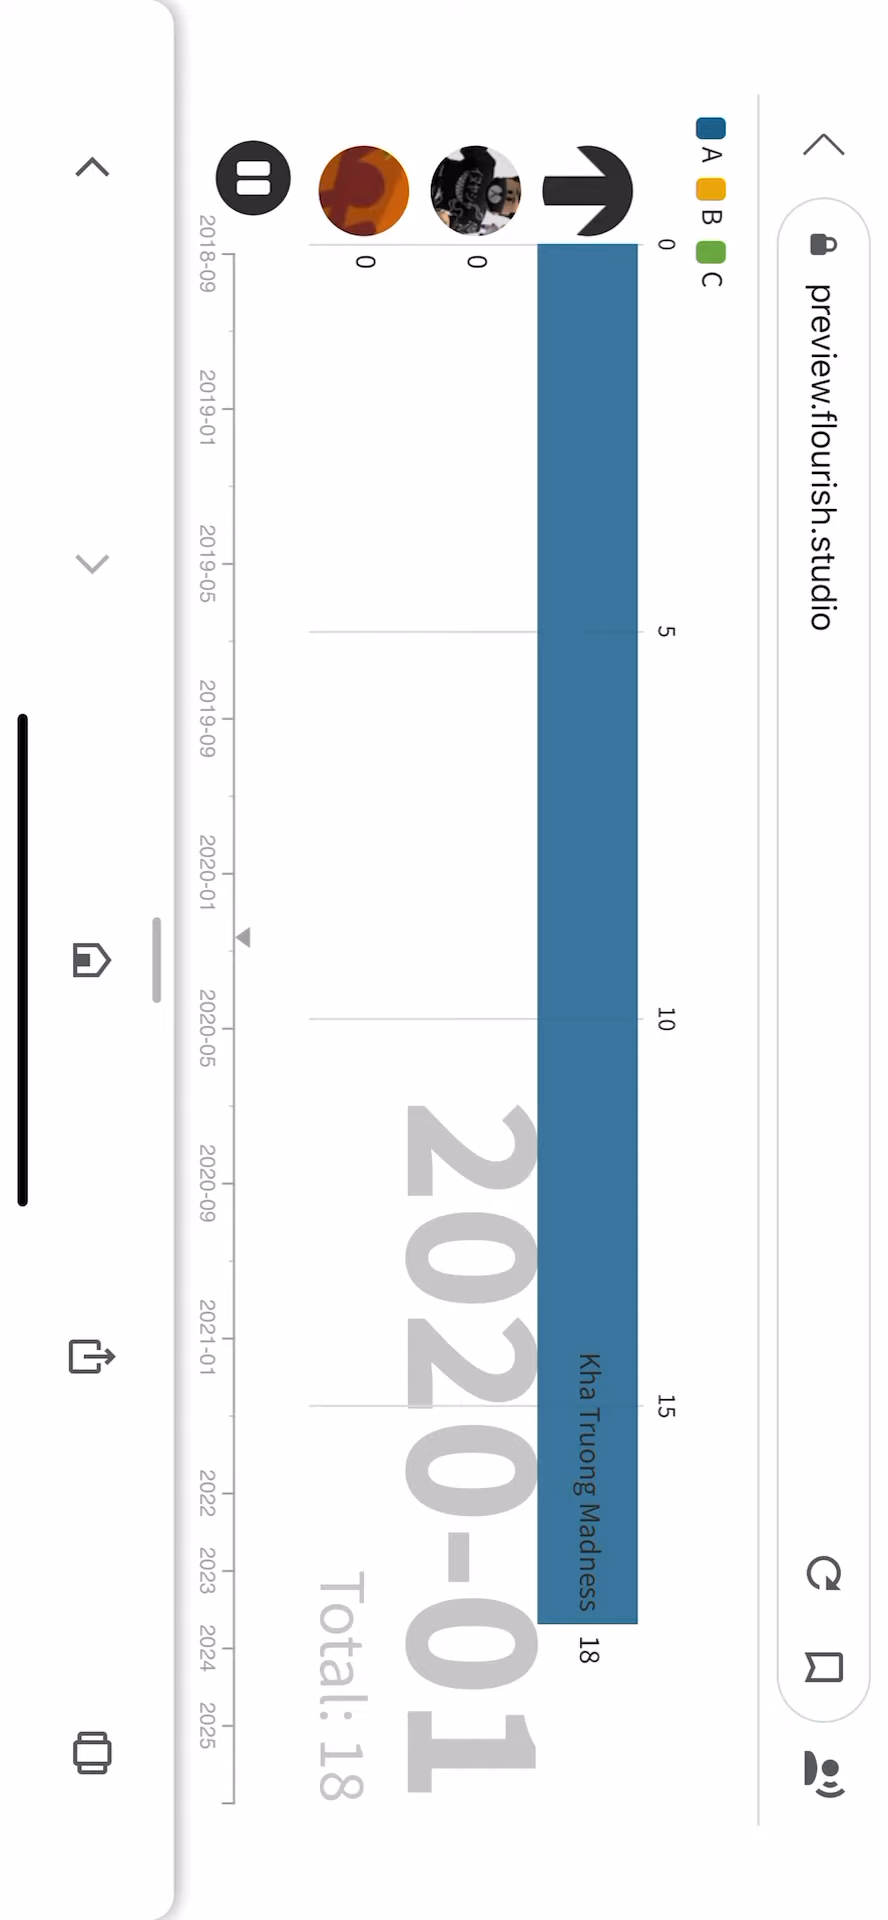 preview.flourish.studio
A B C
0 5 10 15
Kha Truong Madness 18
0
0
2020-01
Total: 18
2018-09 2019-01 2019-05 2019-09 2020-01 2020-05 2020-09 2021-01 2022 2023 2024 2025